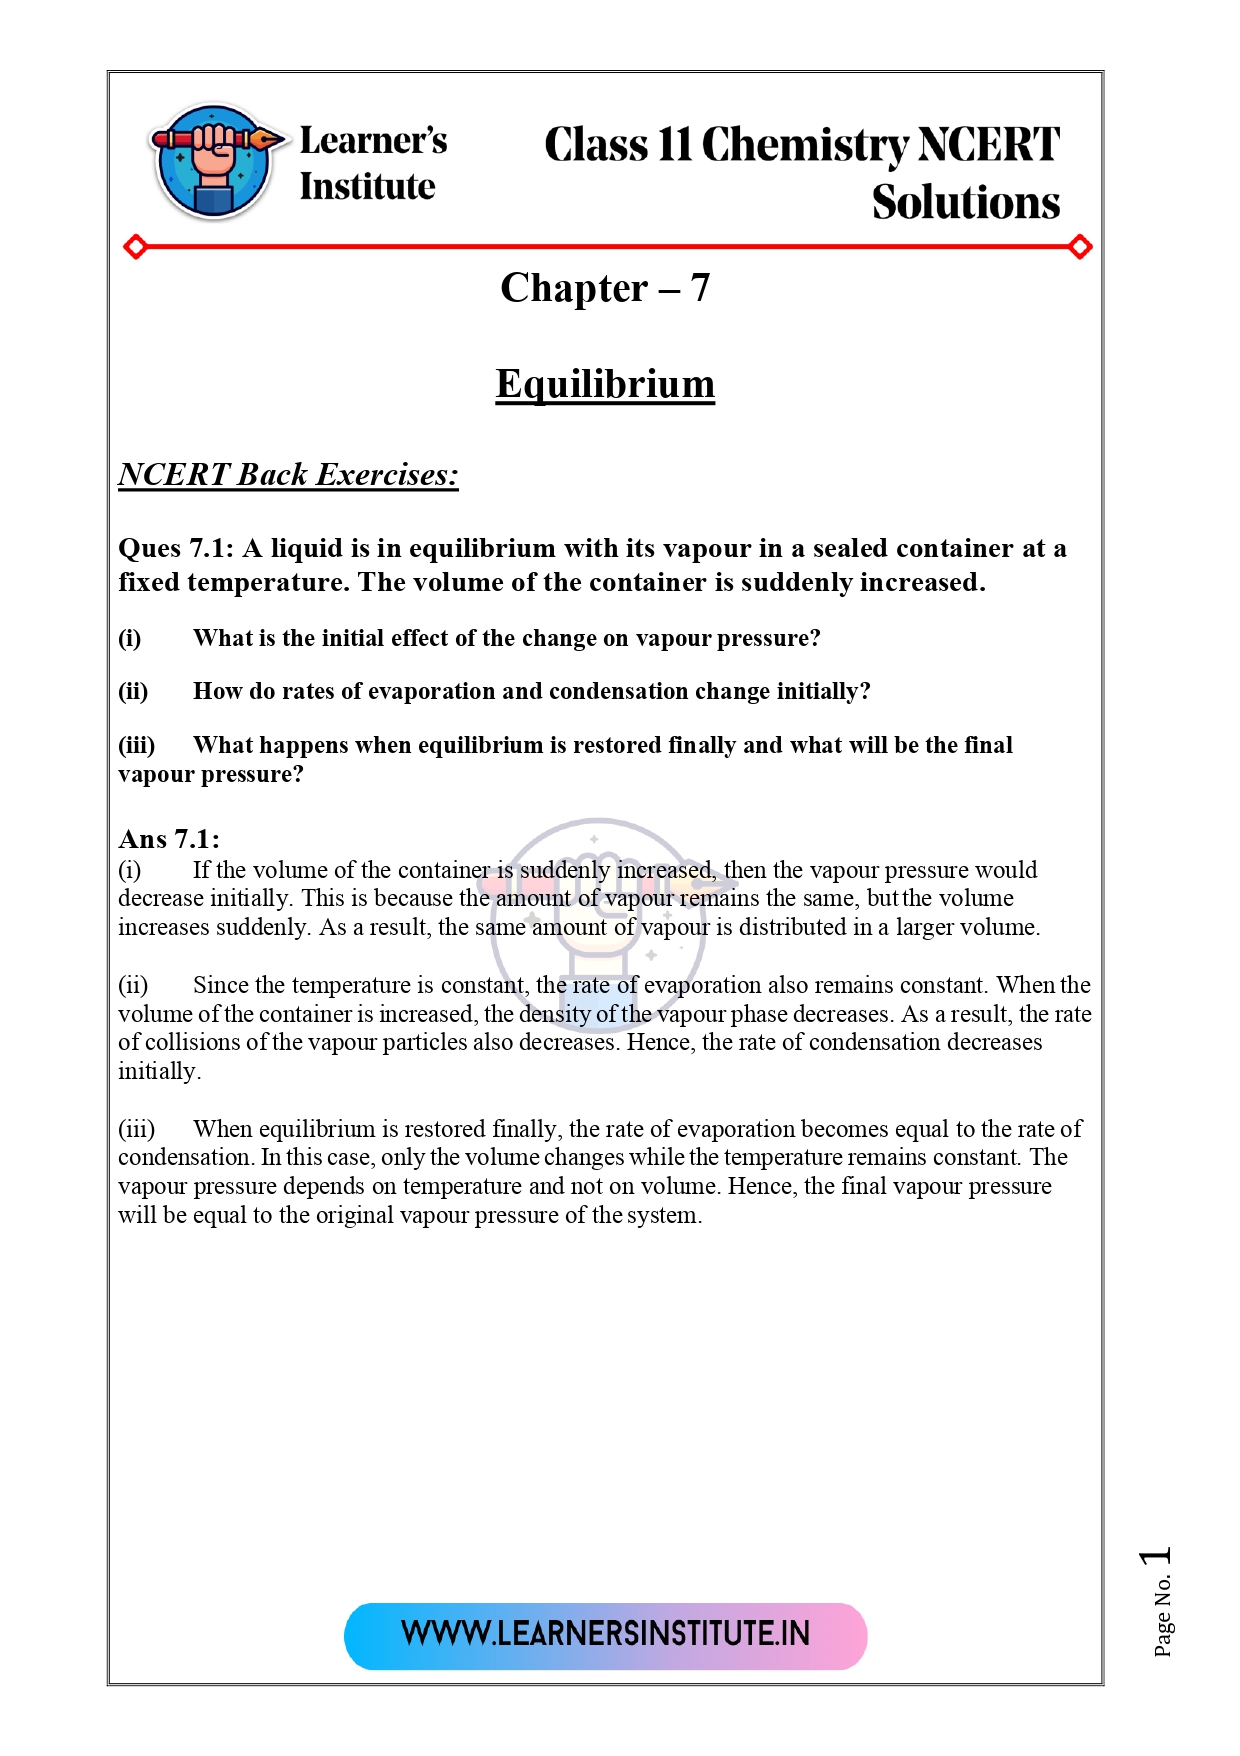 Learner's
Institute
Class 11 Chemistry NCERT
Solutions
Chapter – 7
Equilibrium
NCERT Back Exercises:
Ques 7.1: A liquid is in equilibrium with its vapour in a sealed container at a
fixed temperature. The volume of the container is suddenly increased.
(i) What is the initial effect of the change on vapour pressure?
(ii) How do rates of evaporation and condensation change initially?
(iii) What happens when equilibrium is restored finally and what will be the final
vapour pressure?
Ans 7.1:
(i) If the volume of the container is suddenly increased, then the vapour pressure would
decrease initially. This is because the amount of vapour remains the same, but the volume
increases suddenly. As a result, the same amount of vapour is distributed in a larger volume.
(ii) Since the temperature is constant, the rate of evaporation also remains constant. When the
volume of the container is increased, the density of the vapour phase decreases. As a result, the rate
of collisions of the vapour particles also decreases. Hence, the rate of condensation decreases
initially.
(iii) When equilibrium is restored finally, the rate of evaporation becomes equal to the rate of
condensation. In this case, only the volume changes while the temperature remains constant. The
vapour pressure depends on temperature and not on volume. Hence, the final vapour pressure
will be equal to the original vapour pressure of the system.
Page No. 1
WWW.LEARNERSINSTITUTE.IN